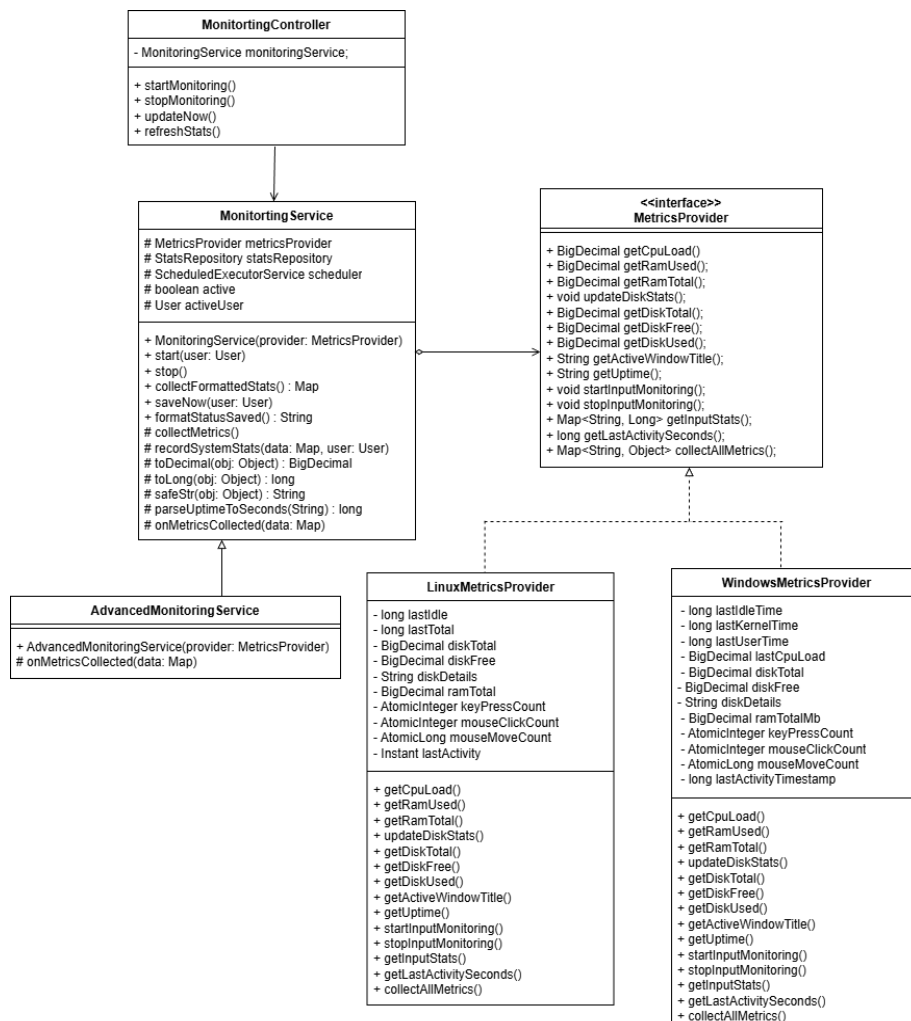 MonitortingController
- MonitoringService monitoringService;
+ startMonitoring()
+ stopMonitoring()
+ updateNow()
+ refreshStats()
MonitortingService
# MetricsProvider metricsProvider
# StatsRepository statsRepository
# ScheduledExecutorService scheduler
# boolean active
# User activeUser
+ MonitoringService(provider: MetricsProvider)
+ start(user: User)
+ stop()
+ collectFormattedStats() : Map
+ saveNow(user: User)
+ formatStatusSaved() : String
# collectMetrics()
# recordSystemStats(data: Map, user: User)
# toDecimal(obj: Object) : BigDecimal
# toLong(obj: Object) : long
# safeStr(obj: Object) : String
# parseUptimeToSeconds(String) : long
# onMetricsCollected(data: Map)
<<interface>>
MetricsProvider
+ BigDecimal getCpuLoad()
+ BigDecimal getRamUsed();
+ BigDecimal getRamTotal();
+ void updateDiskStats();
+ BigDecimal getDiskTotal();
+ BigDecimal getDiskFree();
+ BigDecimal getDiskUsed();
+ String getActiveWindowTitle();
+ String getUptime();
+ void startInputMonitoring();
+ void stopInputMonitoring();
+ Map<String, Long> getInputStats();
+ long getLastActivitySeconds();
+ Map<String, Object> collectAllMetrics();
AdvancedMonitoringService
+ AdvancedMonitoringService(provider: MetricsProvider)
# onMetricsCollected(data: Map)
LinuxMetricsProvider
- long lastIdle
- long lastTotal
- BigDecimal diskTotal
- BigDecimal diskFree
- String diskDetails
- BigDecimal ramTotal
- AtomicInteger keyPressCount
- AtomicInteger mouseClickCount
- AtomicLong mouseMoveCount
- Instant lastActivity
+ getCpuLoad()
+ getRamUsed()
+ getRamTotal()
+ updateDiskStats()
+ getDiskTotal()
+ getDiskFree()
+ getDiskUsed()
+ getActiveWindowTitle()
+ getUptime()
+ startInputMonitoring()
+ stopInputMonitoring()
+ getInputStats()
+ getLastActivitySeconds()
+ collectAllMetrics()
WindowsMetricsProvider
- long lastIdleTime
- long lastKernelTime
- long lastUserTime
- BigDecimal lastCpuLoad
- BigDecimal diskTotal
- BigDecimal diskFree
- String diskDetails
- BigDecimal ramTotalMb
- AtomicInteger keyPressCount
- AtomicInteger mouseClickCount
- AtomicLong mouseMoveCount
- long lastActivityTimestamp
+ getCpuLoad()
+ getRamUsed()
+ getRamTotal()
+ updateDiskStats()
+ getDiskTotal()
+ getDiskFree()
+ getDiskUsed()
+ getActiveWindowTitle()
+ getUptime()
+ startInputMonitoring()
+ stopInputMonitoring()
+ getInputStats()
+ getLastActivitySeconds()
+ collectAllMetrics()